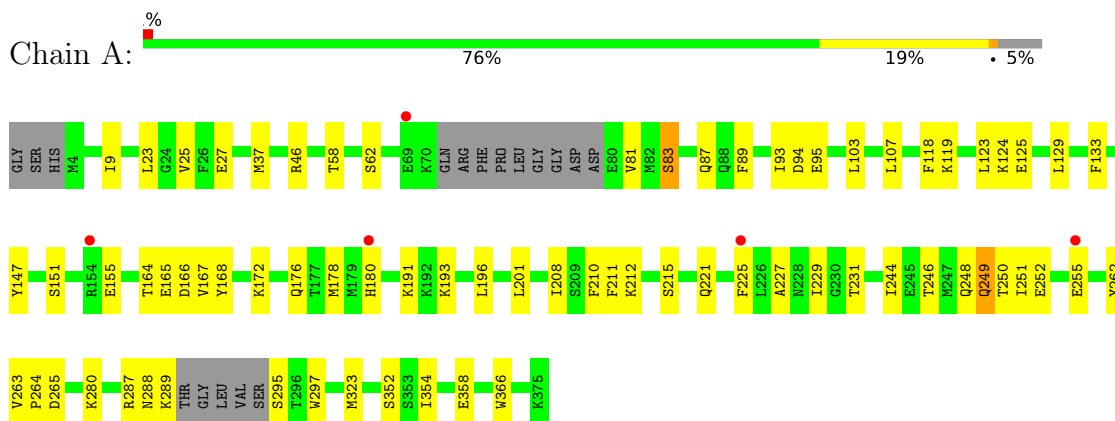 .%
Chain A:
76% 19% • 5%
GLY SER HIS M4 I9 L23 G24 V25 F26 E27 M37 R46 T58 S62 E69 K70 GLN ARG PHE PRO LEU GLY GLY ASP ASP E80 V81 M82 S83 Q87 Q88 F89 I93 D94 E95 L103 L107 F118 K119 L123 K124 E125 L129 F133
Y147 S151 R154 E155 T164 E165 D166 V167 Y168 K172 Q176 T177 M178 M179 H180 K191 K192 K193 L196 L201 I208 S209 F210 F211 K212 S215 Q221 F225 L226 A227 N228 I229 G230 T231 I244 E245 T246 M247 Q248 Q249 T250 I251 E252 E255 Y262
V263 P264 D265 K280 R287 N288 K289 THR GLY LEU VAL SER S295 T296 W297 M323 S352 S353 I354 E358 W366 K375